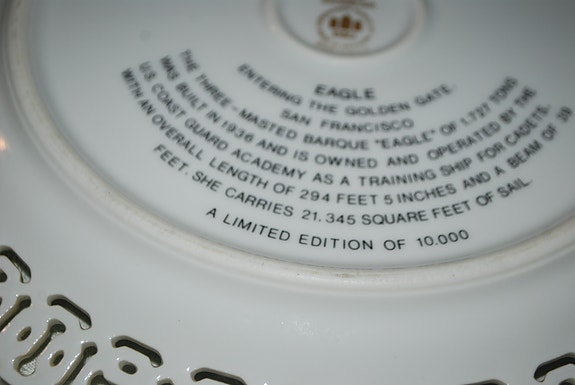 EAGLE
ENTERING THE GOLDEN GATE
SAN FRANCISCO
THE THREE - MASTED BARQUE "EAGLE" OF 1.727 TONS
WAS BUILT IN 1936 AND IS OWNED AND OPERATED BY THE
U.S. COAST GUARD ACADEMY AS A TRAINING SHIP FOR CADETS,
WITH AN OVERALL LENGTH OF 294 FEET 5 INCHES AND A BEAM OF 39
FEET. SHE CARRIES 21.345 SQUARE FEET OF SAIL
A LIMITED EDITION OF 10.000